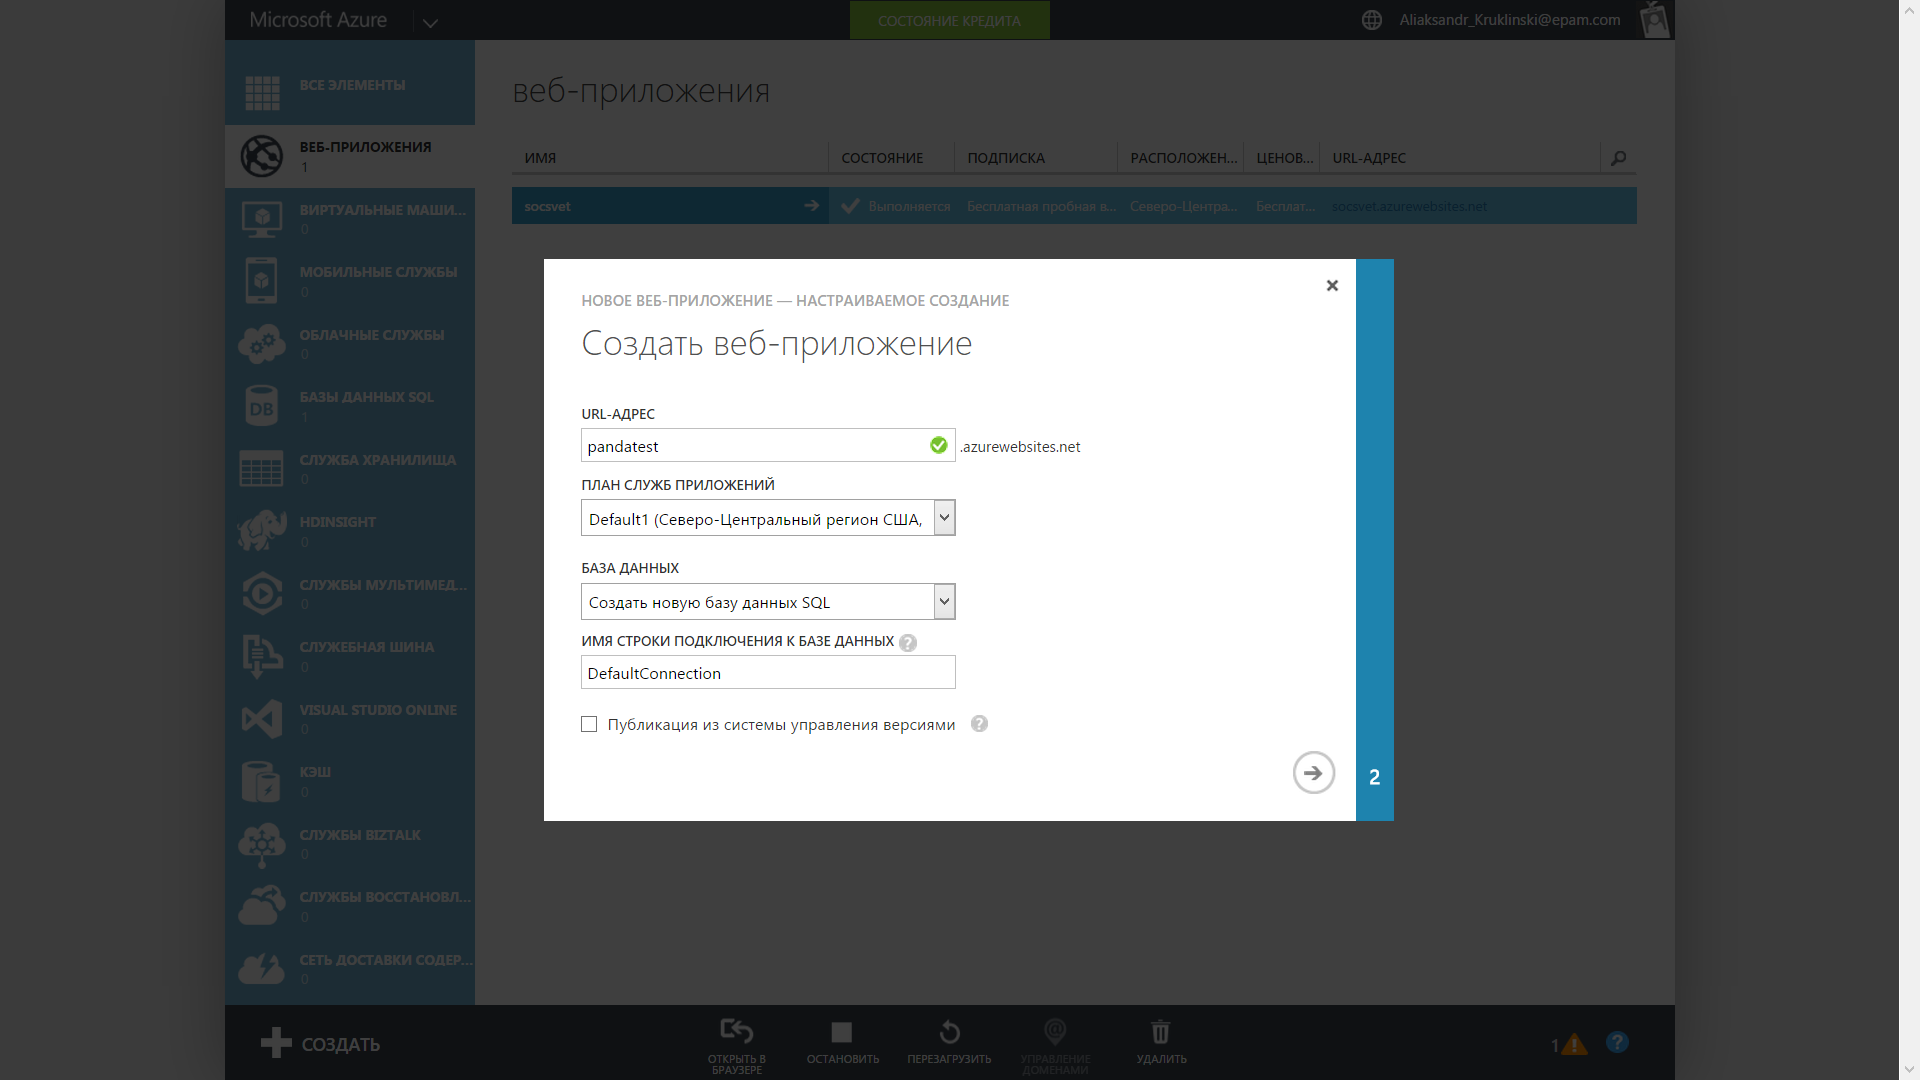 Microsoft Azure
СОСТОЯНИЕ КРЕДИТА
Aliaksandr_Kruklinski@epam.com
ВСЕ ЭЛЕМЕНТЫ
ВЕБ-ПРИЛОЖЕНИЯ
1
ВИРТУАЛЬНЫЕ МАШИ...
0
МОБИЛЬНЫЕ СЛУЖБЫ
0
ОБЛАЧНЫЕ СЛУЖБЫ
0
DB
БАЗЫ ДАННЫХ SQL
1
СЛУЖБА ХРАНИЛИЩА
0
HDINSIGHT
0
СЛУЖБЫ МУЛЬТИМЕД...
0
СЛУЖЕБНАЯ ШИНА
0
VISUAL STUDIO ONLINE
0
КЭШ
0
СЛУЖБЫ BIZTALK
0
СЛУЖБЫ ВОССТАНОВЛ...
0
СЕТЬ ДОСТАВКИ СОДЕР...
0
веб-приложения
ИМЯ СОСТОЯНИЕ ПОДПИСКА РАСПОЛОЖЕН... ЦЕНОВ... URL-АДРЕС
socsvet Выполняется Бесплатная пробная в... Северо-Центра... Бесплат... socsvet.azurewebsites.net
НОВОЕ ВЕБ-ПРИЛОЖЕНИЕ — НАСТРАИВАЕМОЕ СОЗДАНИЕ
Создать веб-приложение
URL-АДРЕС
pandatest .azurewebsites.net
ПЛАН СЛУЖБ ПРИЛОЖЕНИЙ
Default1 (Северо-Центральный регион США,
БАЗА ДАННЫХ
Создать новую базу данных SQL
ИМЯ СТРОКИ ПОДКЛЮЧЕНИЯ К БАЗЕ ДАННЫХ ?
DefaultConnection
Публикация из системы управления версиями ?
2
СОЗДАТЬ
ОТКРЫТЬ В
БРАУЗЕРЕ
ОСТАНОВИТЬ
ПЕРЕЗАГРУЗИТЬ
УПРАВЛЕНИЕ
ДОМЕНАМИ
УДАЛИТЬ
1 ! ?